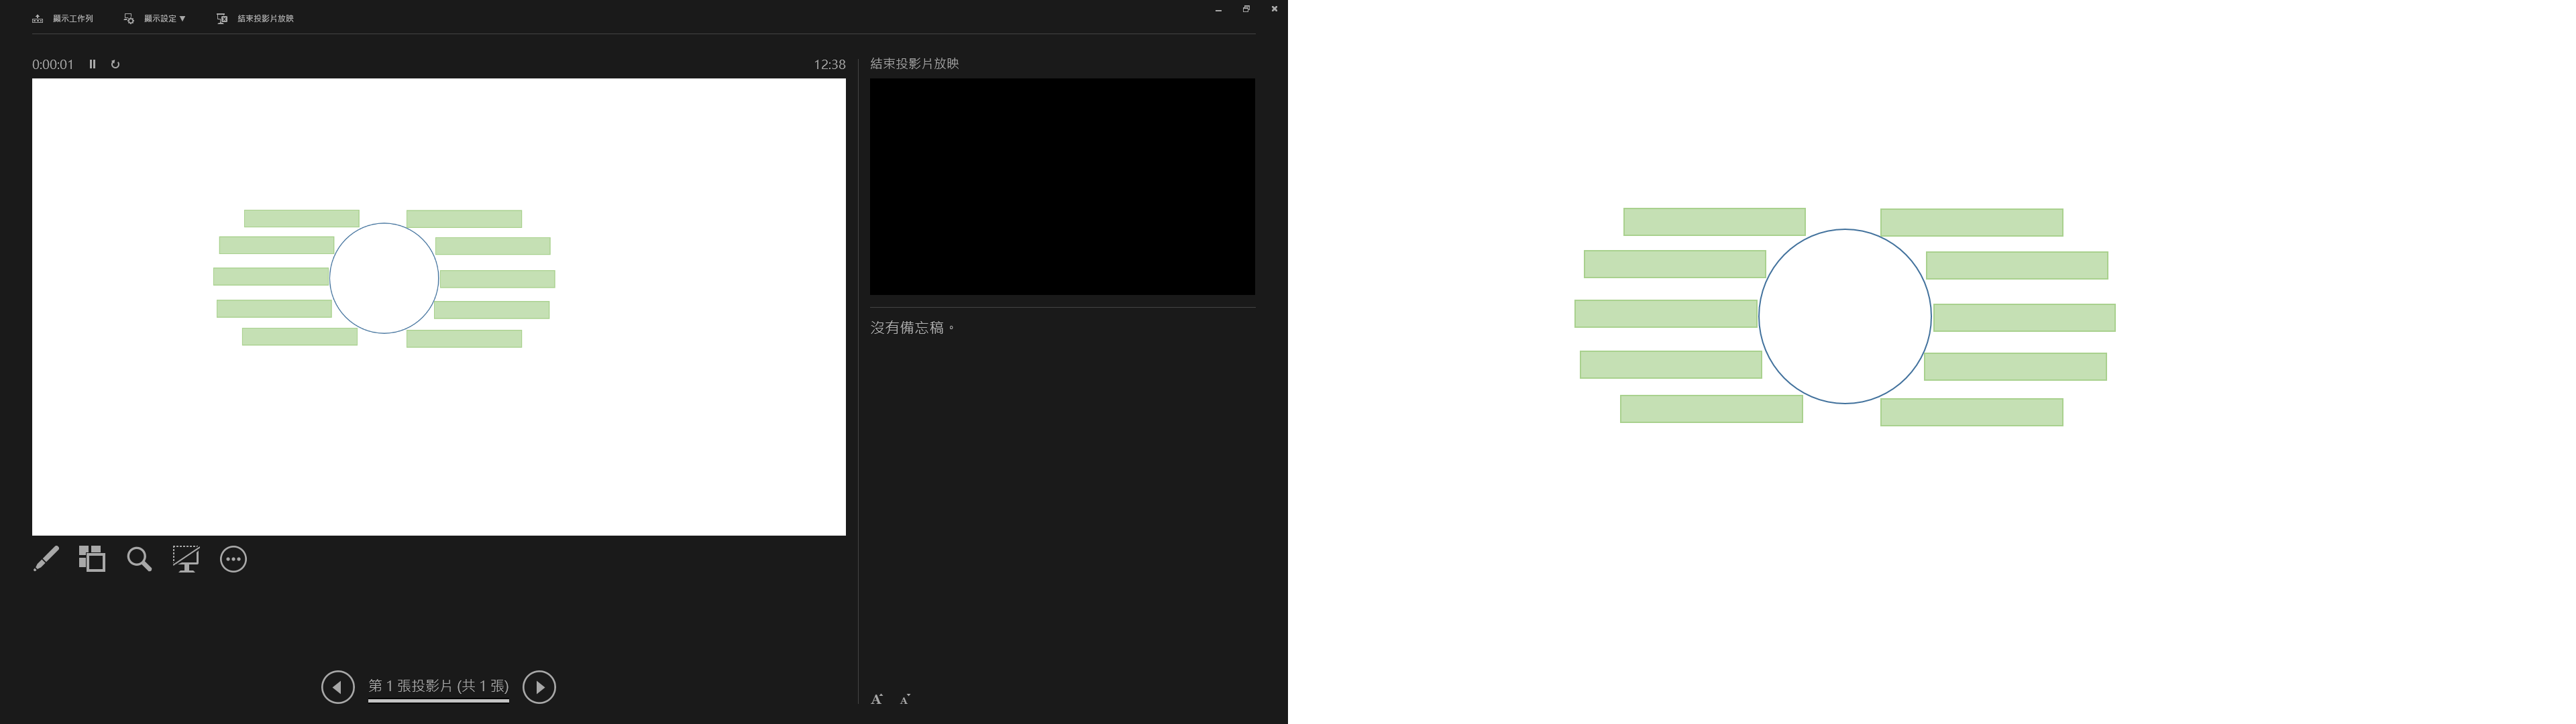 顯示工作列 顯示設定 ▼ 結束投影片放映
0:00:01 12:38
結束投影片放映
沒有備忘稿。
第 1 張投影片 (共 1 張)
A A